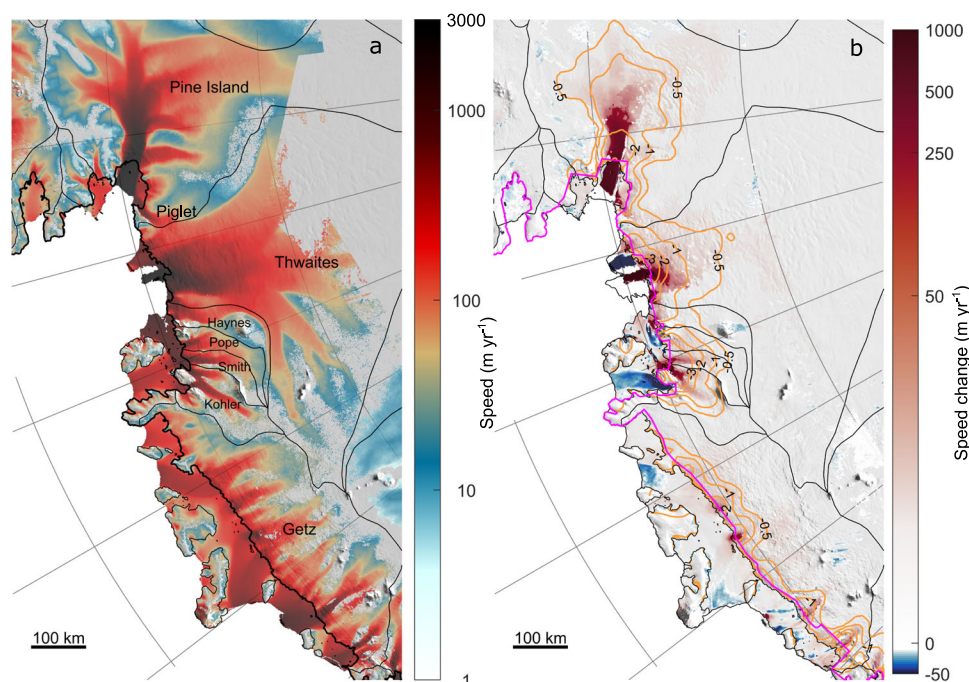 a
Pine Island
Piglet
Thwaites
Haynes
Pope
Smith
Kohler
Getz
100 km
3000
1000
100
10
1
Speed (m yr⁻¹)
b
-0.5
-0.5
-2
-1
-0.5
-1
-2
-3
-0.5
-1
-2
-3
-1
-2
-0.5
-1
-1
100 km
1000
500
250
50
0
-50
Speed change (m yr⁻¹)